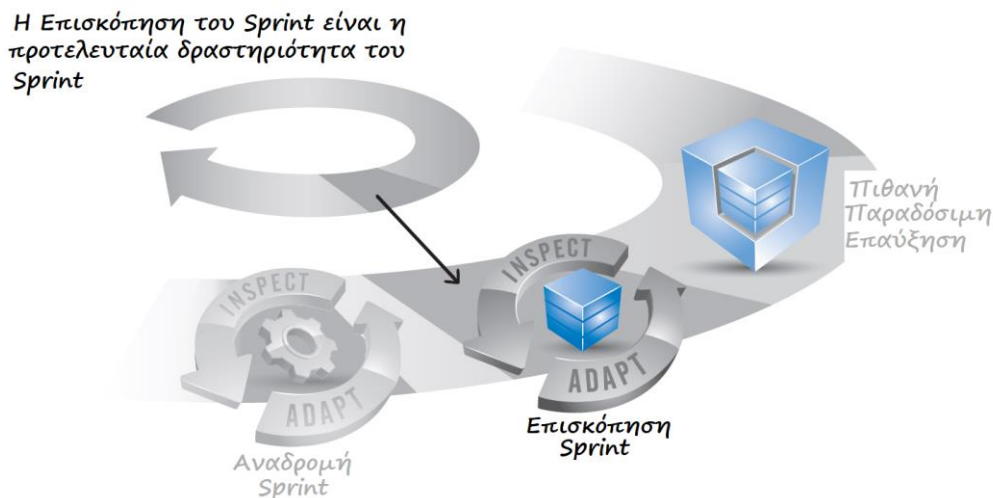 Η Επισκόπηση του Sprint είναι η
προτελευταία δραστηριότητα του
Sprint
Πιθανή
Παραδόσιμη
Επαύξηση
INSPECT
ADAPT
INSPECT
ADAPT
Επισκόπηση
Sprint
Αναδρομή
Sprint